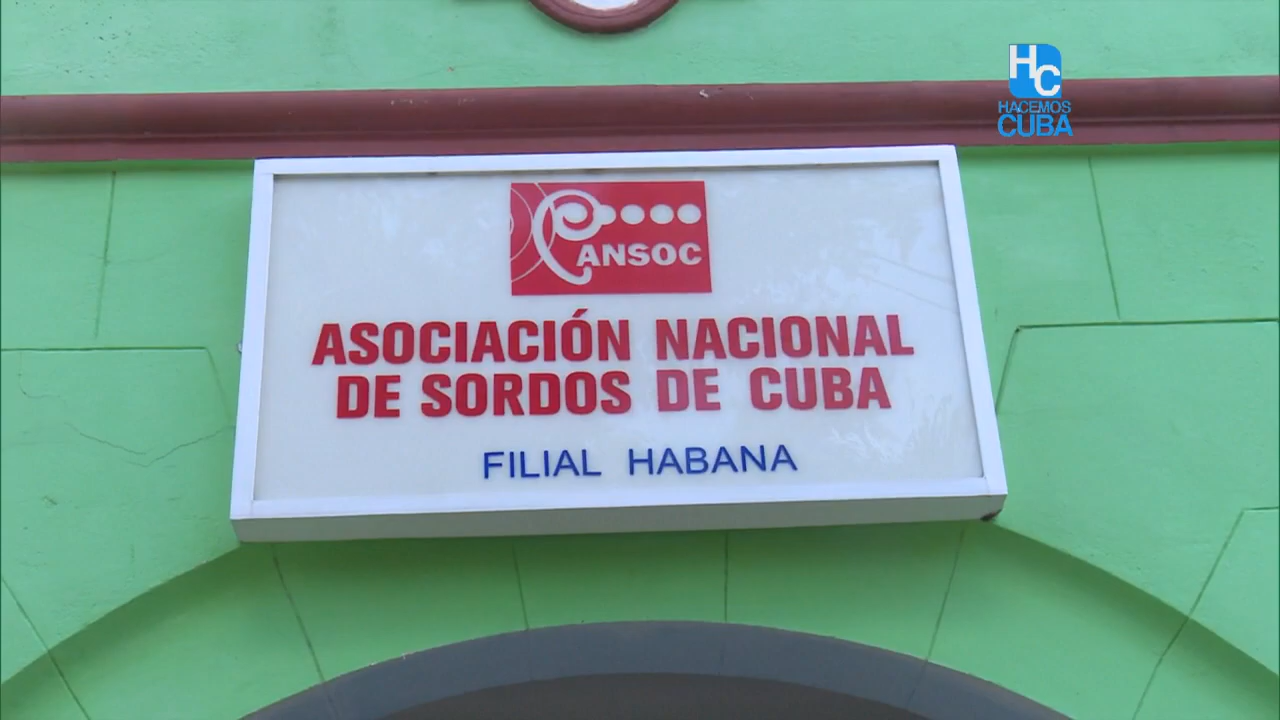 HC
HACEMOS
CUBA
ANSOC
ASOCIACIÓN NACIONAL
DE SORDOS DE CUBA
FILIAL HABANA